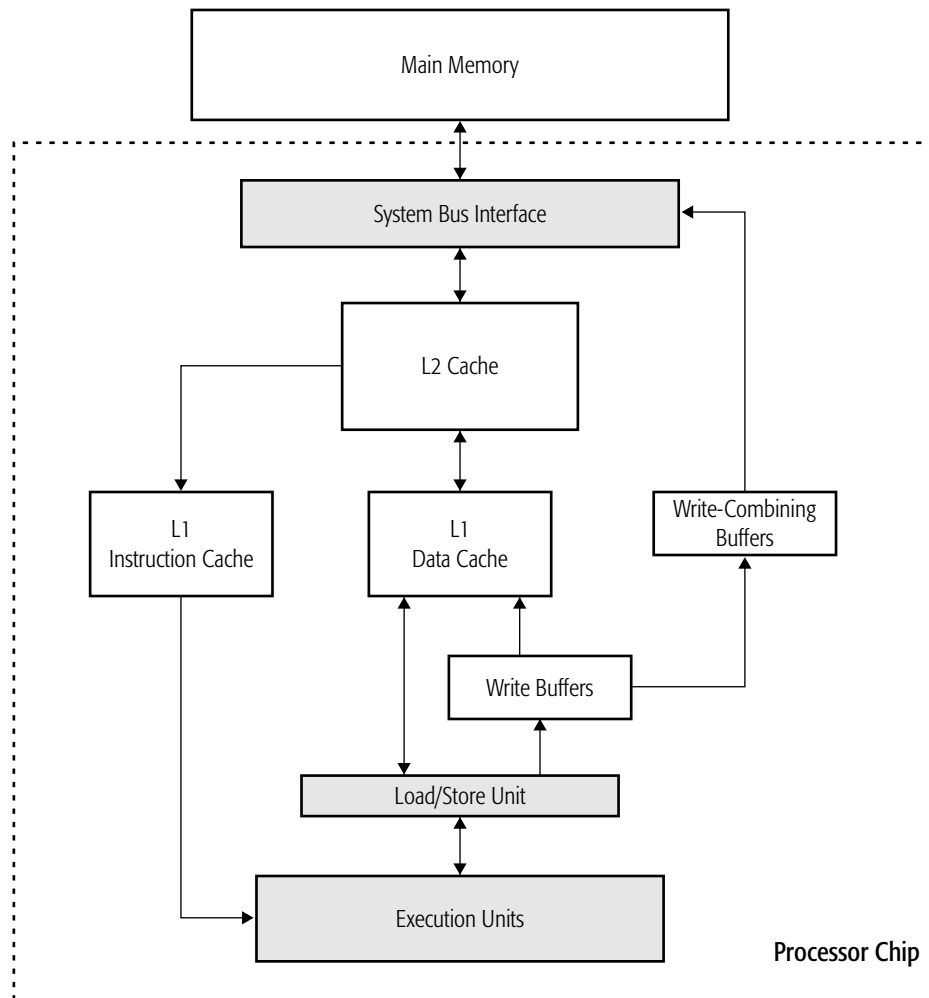 Main Memory
System Bus Interface
L2 Cache
L1
Instruction Cache
L1
Data Cache
Write-Combining
Buffers
Write Buffers
Load/Store Unit
Execution Units
Processor Chip